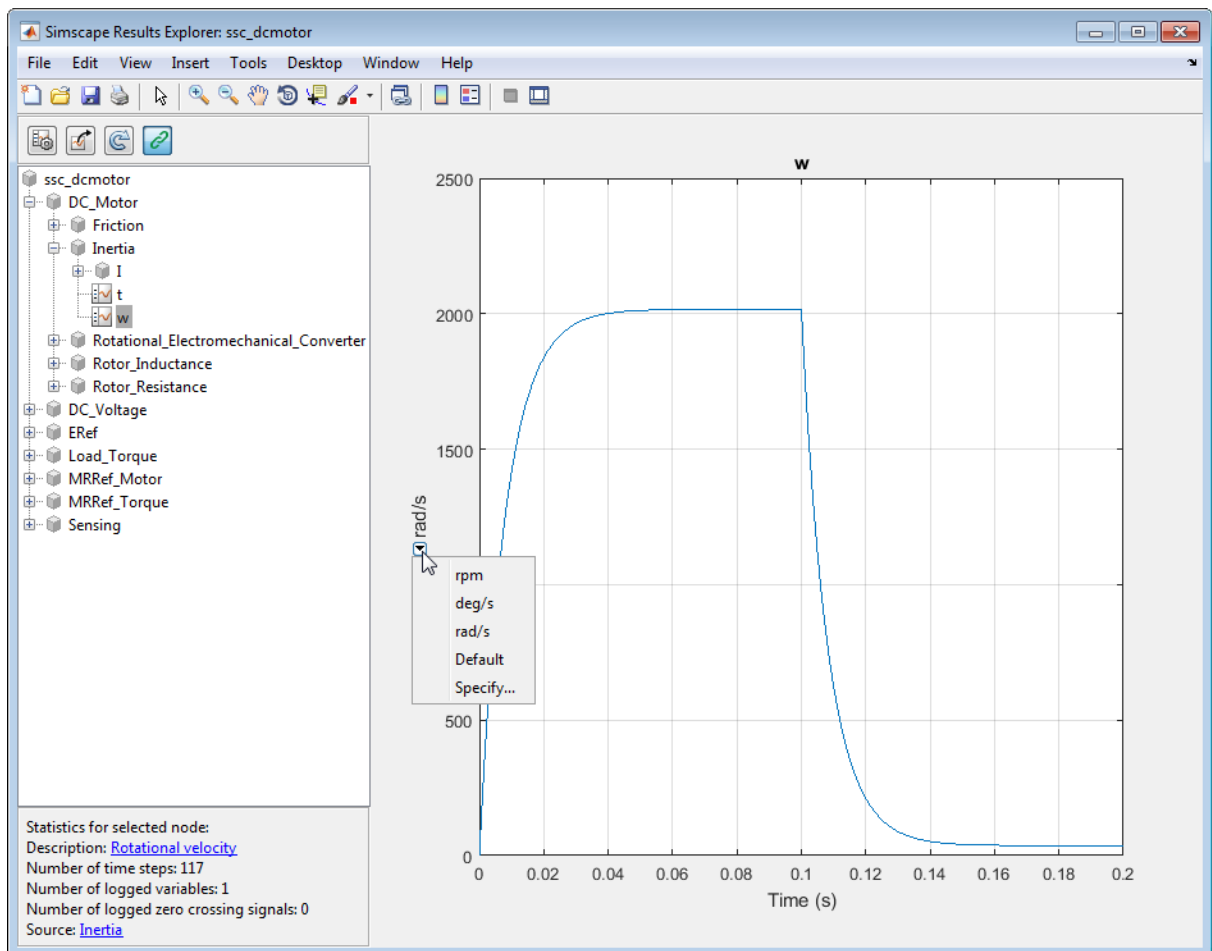 Simscape Results Explorer: ssc_dcmotor
File Edit View Insert Tools Desktop Window Help
ssc_dcmotor
DC_Motor
Friction
Inertia
I
t
w
Rotational_Electromechanical_Converter
Rotor_Inductance
Rotor_Resistance
DC_Voltage
ERef
Load_Torque
MRRef_Motor
MRRef_Torque
Sensing
Statistics for selected node:
Description: Rotational velocity
Number of time steps: 117
Number of logged variables: 1
Number of logged zero crossing signals: 0
Source: Inertia
w
2500
2000
1500
500
0
rad/s
rpm
deg/s
rad/s
Default
Specify...
0 0.02 0.04 0.06 0.08 0.1 0.12 0.14 0.16 0.18 0.2
Time (s)